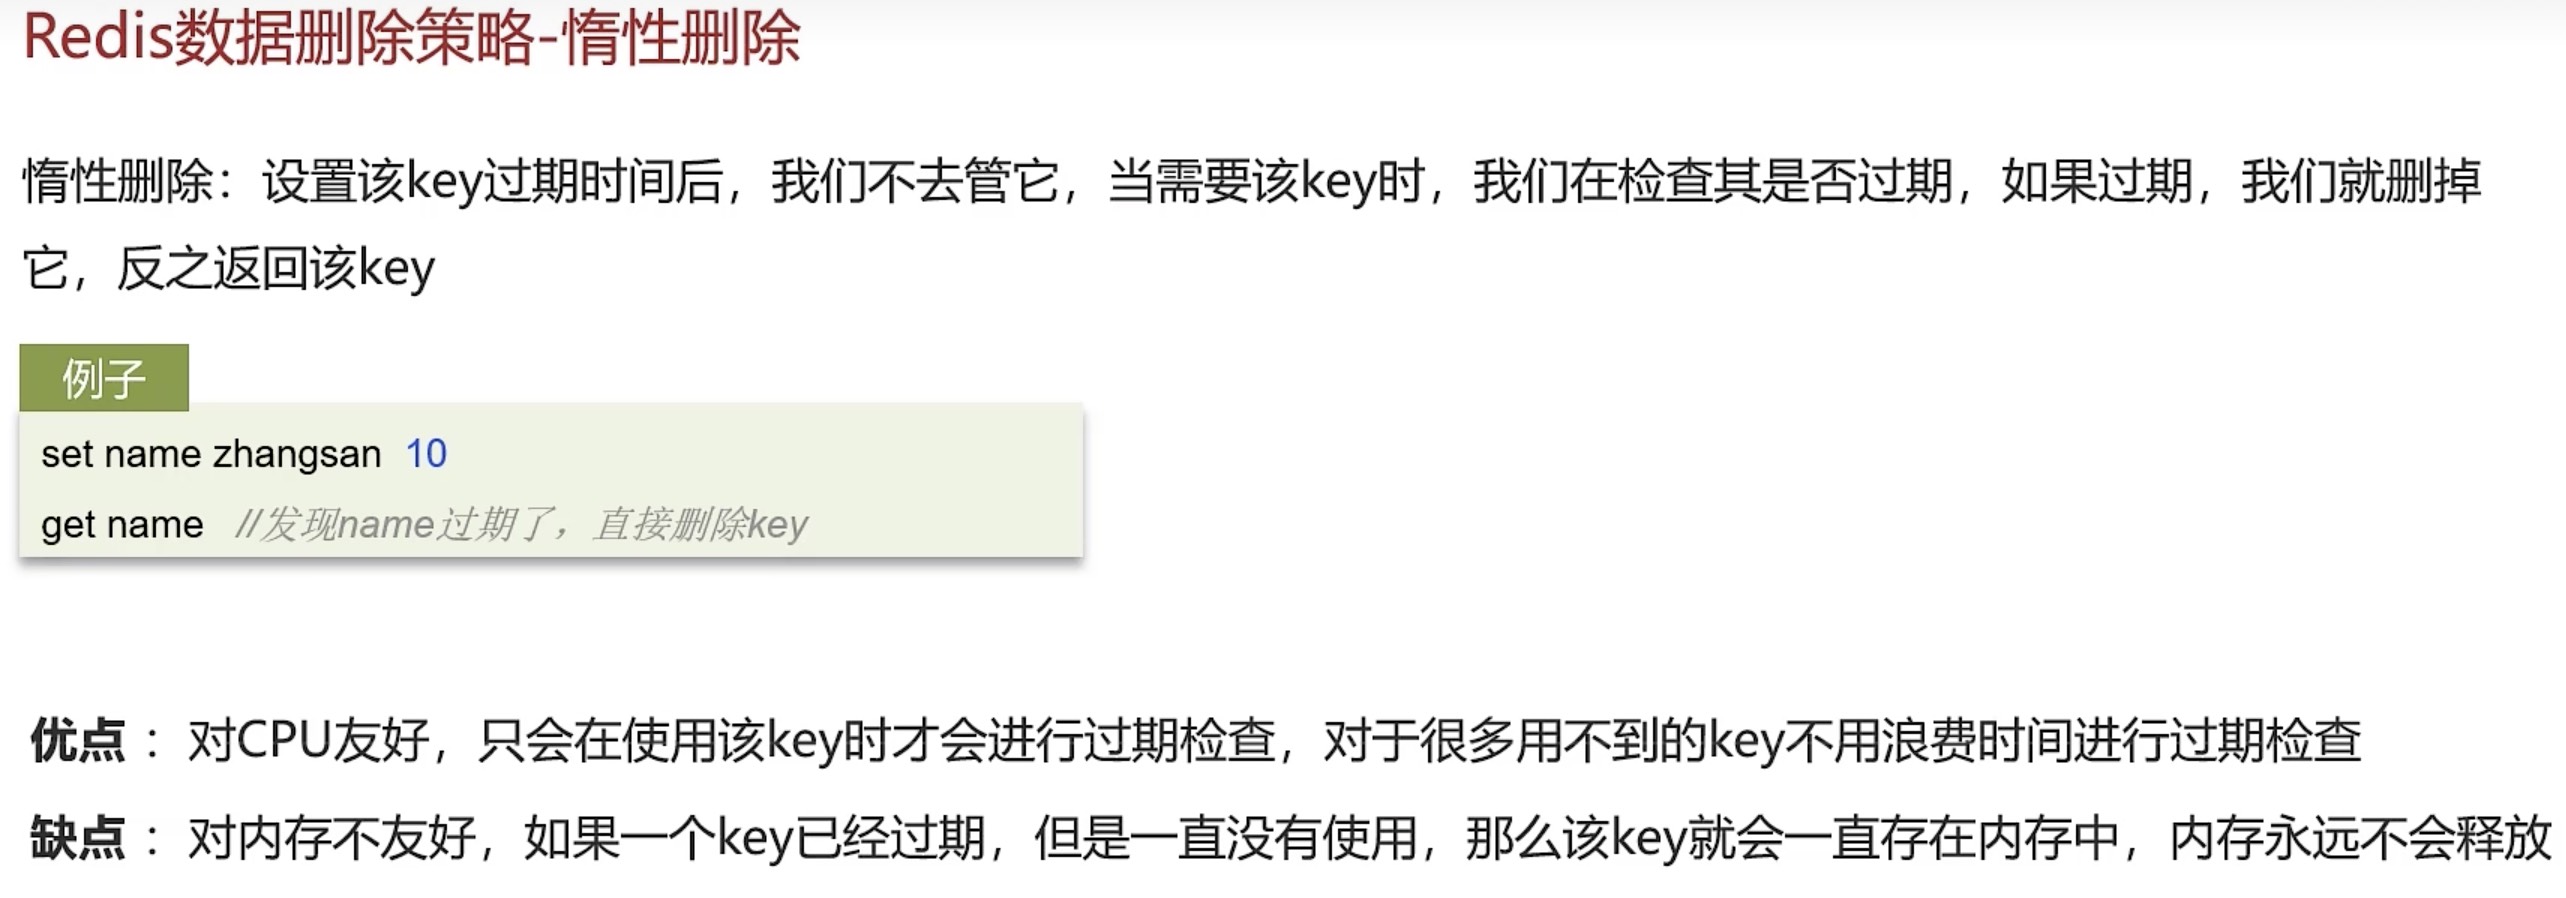 Redis数据删除策略-惰性删除
惰性删除：设置该key过期时间后，我们不去管它，当需要该key时，我们在检查其是否过期，如果过期，我们就删掉
它，反之返回该key
例子
set name zhangsan 10
get name //发现name过期了，直接删除key
优点 ：对CPU友好，只会在使用该key时才会进行过期检查，对于很多用不到的key不用浪费时间进行过期检查
缺点 ：对内存不友好，如果一个key已经过期，但是一直没有使用，那么该key就会一直存在内存中，内存永远不会释放